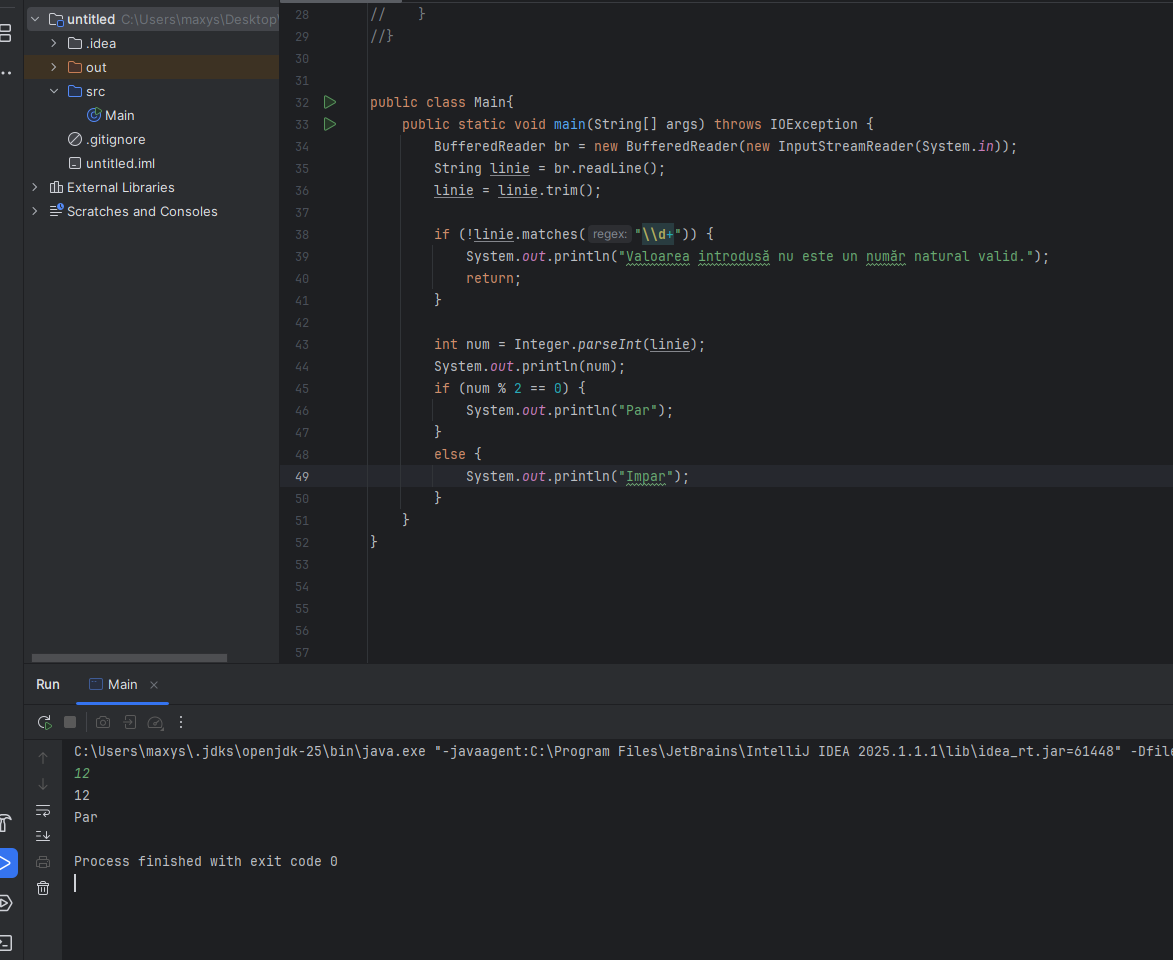 untitled C:\Users\maxys\Desktop\
.idea
out
src
Main
.gitignore
untitled.iml
External Libraries
Scratches and Consoles
28 // }
29 //}
30
31
32 public class Main{
33 public static void main(String[] args) throws IOException {
34 BufferedReader br = new BufferedReader(new InputStreamReader(System.in));
35 String linie = br.readLine();
36 linie = linie.trim();
37
38 if (!linie.matches( regex: "\\d+")) {
39 System.out.println("Valoarea introdusă nu este un număr natural valid.");
40 return;
41 }
42
43 int num = Integer.parseInt(linie);
44 System.out.println(num);
45 if (num % 2 == 0) {
46 System.out.println("Par");
47 }
48 else {
49 System.out.println("Impar");
50 }
51 }
52 }
53
54
55
56
57
Run Main
C:\Users\maxys\.jdks\openjdk-25\bin\java.exe "-javaagent:C:\Program Files\JetBrains\IntelliJ IDEA 2025.1.1.1\lib\idea_rt.jar=61448" -Dfile
12
12
Par
Process finished with exit code 0